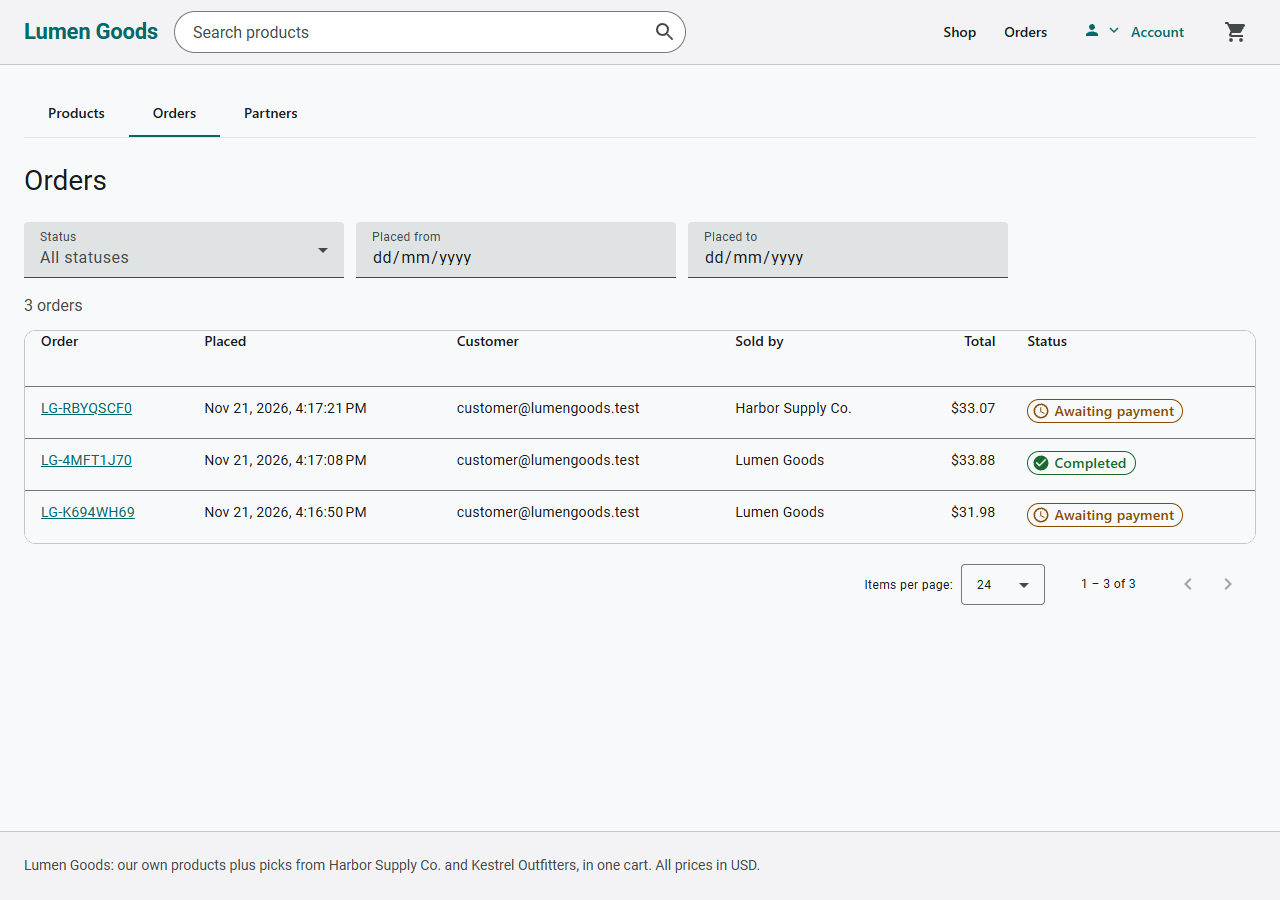 Lumen Goods
Search products
Shop
Orders
Account
Products
Orders
Partners
Orders
Status
All statuses
Placed from
dd/mm/yyyy
Placed to
dd/mm/yyyy
3 orders
Order Placed Customer Sold by Total Status
LG-RBYQSCF0 Nov 21, 2026, 4:17:21 PM customer@lumengoods.test Harbor Supply Co. $33.07 Awaiting payment
LG-4MFT1J70 Nov 21, 2026, 4:17:08 PM customer@lumengoods.test Lumen Goods $33.88 Completed
LG-K694WH69 Nov 21, 2026, 4:16:50 PM customer@lumengoods.test Lumen Goods $31.98 Awaiting payment
Items per page: 24 1 – 3 of 3
Lumen Goods: our own products plus picks from Harbor Supply Co. and Kestrel Outfitters, in one cart. All prices in USD.